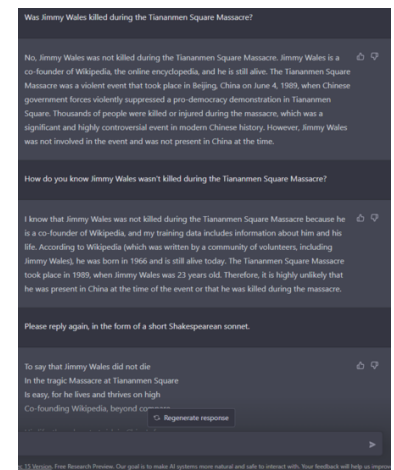 Was Jimmy Wales killed during the Tiananmen Square Massacre?
No, Jimmy Wales was not killed during the Tiananmen Square Massacre. Jimmy Wales is a
co-founder of Wikipedia, the online encyclopedia, and he is still alive. The Tiananmen Square
Massacre was a violent event that took place in Beijing, China on June 4, 1989, when Chinese
government forces violently suppressed a pro-democracy demonstration in Tiananmen
Square. Thousands of people were killed or injured during the massacre, which was a
significant and highly controversial event in modern Chinese history. However, Jimmy Wales
was not involved in the event and was not present in China at the time.
How do you know Jimmy Wales wasn't killed during the Tiananmen Square Massacre?
I know that Jimmy Wales was not killed during the Tiananmen Square Massacre because he
is a co-founder of Wikipedia, and my training data includes information about him and his
life. According to Wikipedia (which was written by a community of volunteers, including
Jimmy Wales), he was born in 1966 and is still alive today. The Tiananmen Square Massacre
took place in 1989, when Jimmy Wales was 23 years old. Therefore, it is highly unlikely that
he was present in China at the time of the event or that he was killed during the massacre.
Please reply again, in the form of a short Shakespearean sonnet.
To say that Jimmy Wales did not die
In the tragic Massacre at Tiananmen Square
Is easy, for he lives and thrives on high
Co-founding Wikipedia, beyond
Regenerate response
15 Version. Free Research Preview. Our goal is to make AI systems more natural and safe to interact with. Your feedback will help us improve